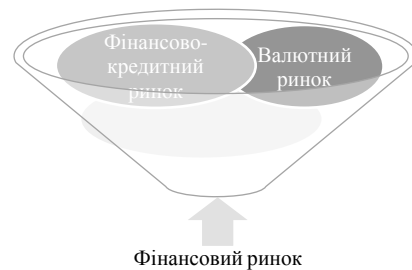 Фінансово-
кредитний
ринок
Валютний
ринок
Фінансовий ринок